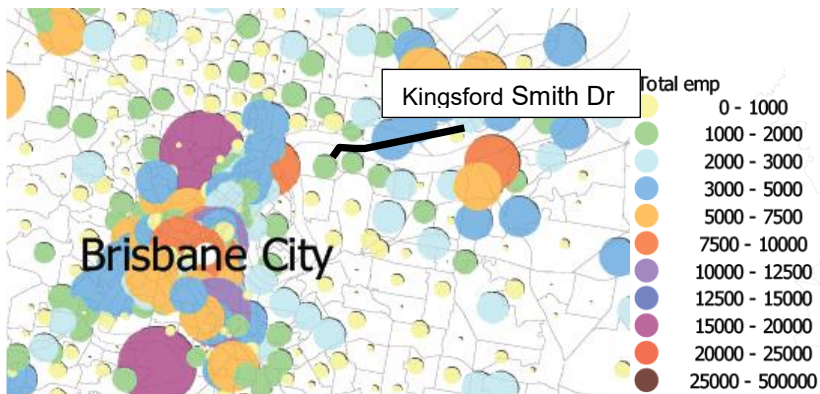 Kingsford Smith Dr
Brisbane City
Total emp
0 - 1000
1000 - 2000
2000 - 3000
3000 - 5000
5000 - 7500
7500 - 10000
10000 - 12500
12500 - 15000
15000 - 20000
20000 - 25000
25000 - 500000